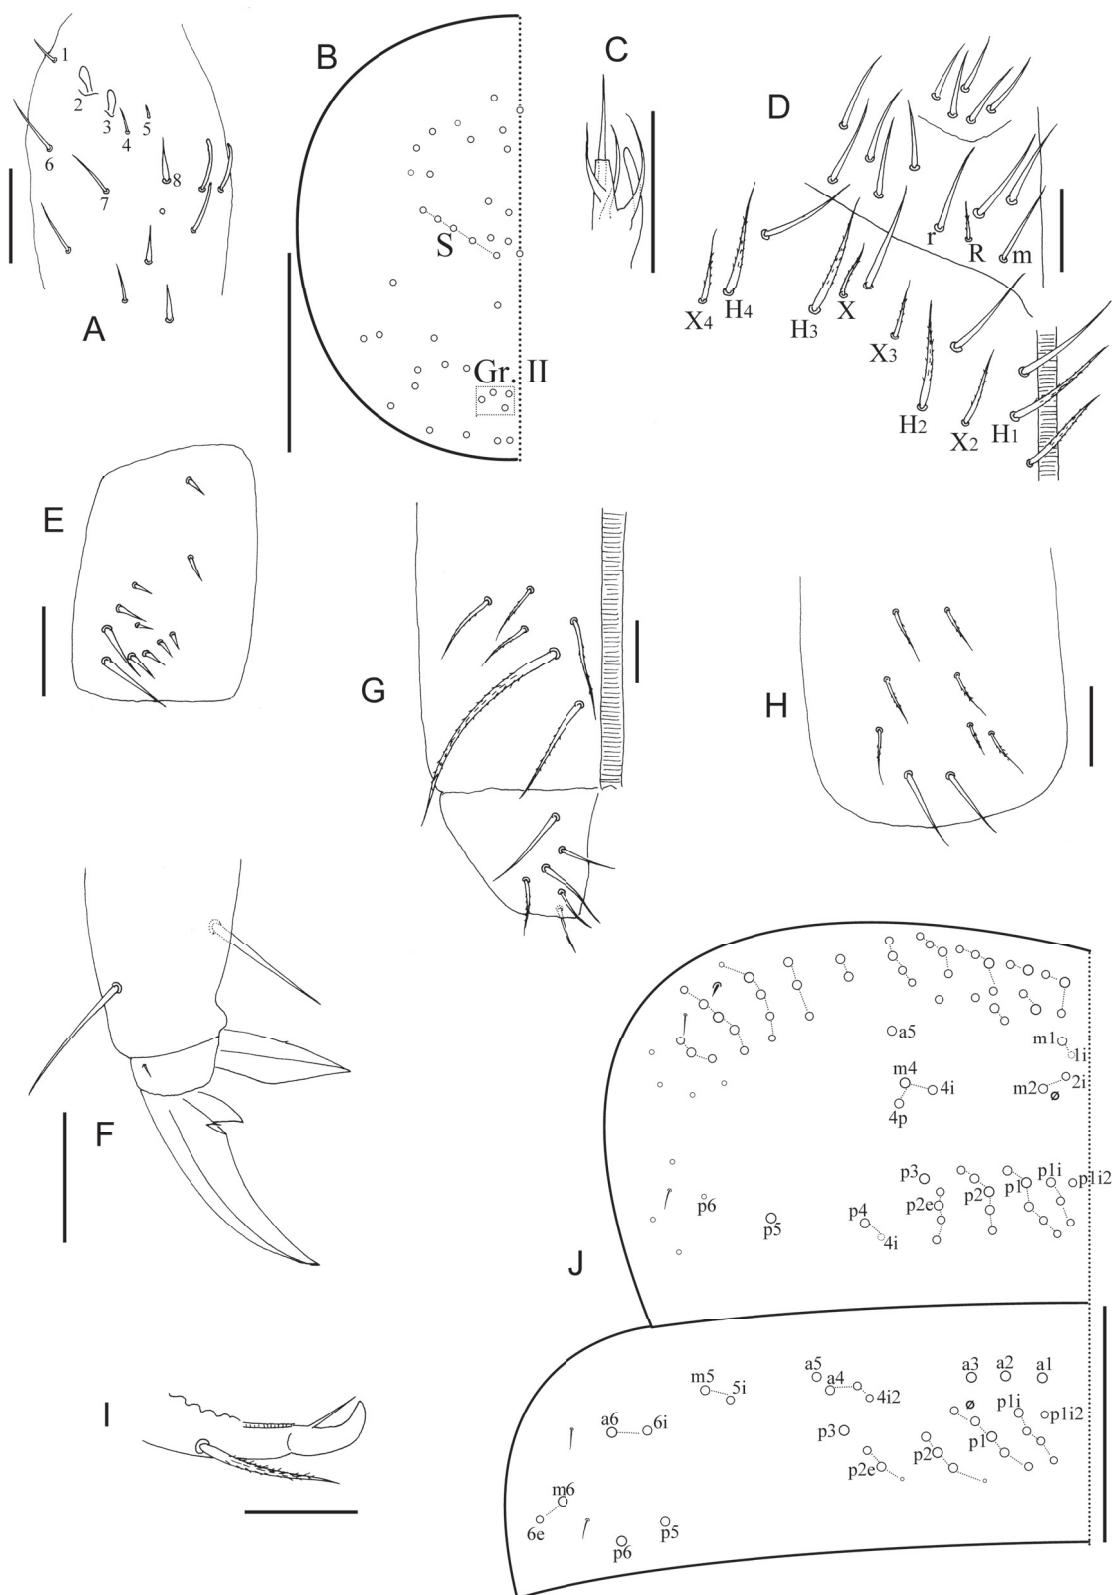 A
1
2
3
4
5
6
7
8
B
S
Gr. II
C
D
r
R
m
X4
H4
H3
X
X3
H2
X2
H1
E
F
G
H
I
J
a5
m1
1i
m4
4i
4p
m2
2i
p3
p2e
p2
p1
p1i
p1i2
p6
p5
p4
4i
m5
5i
a5
a4
4i2
a3
a2
a1
a6
6i
p3
p2e
p2
p1
p1i
p1i2
m6
6e
p6
p5